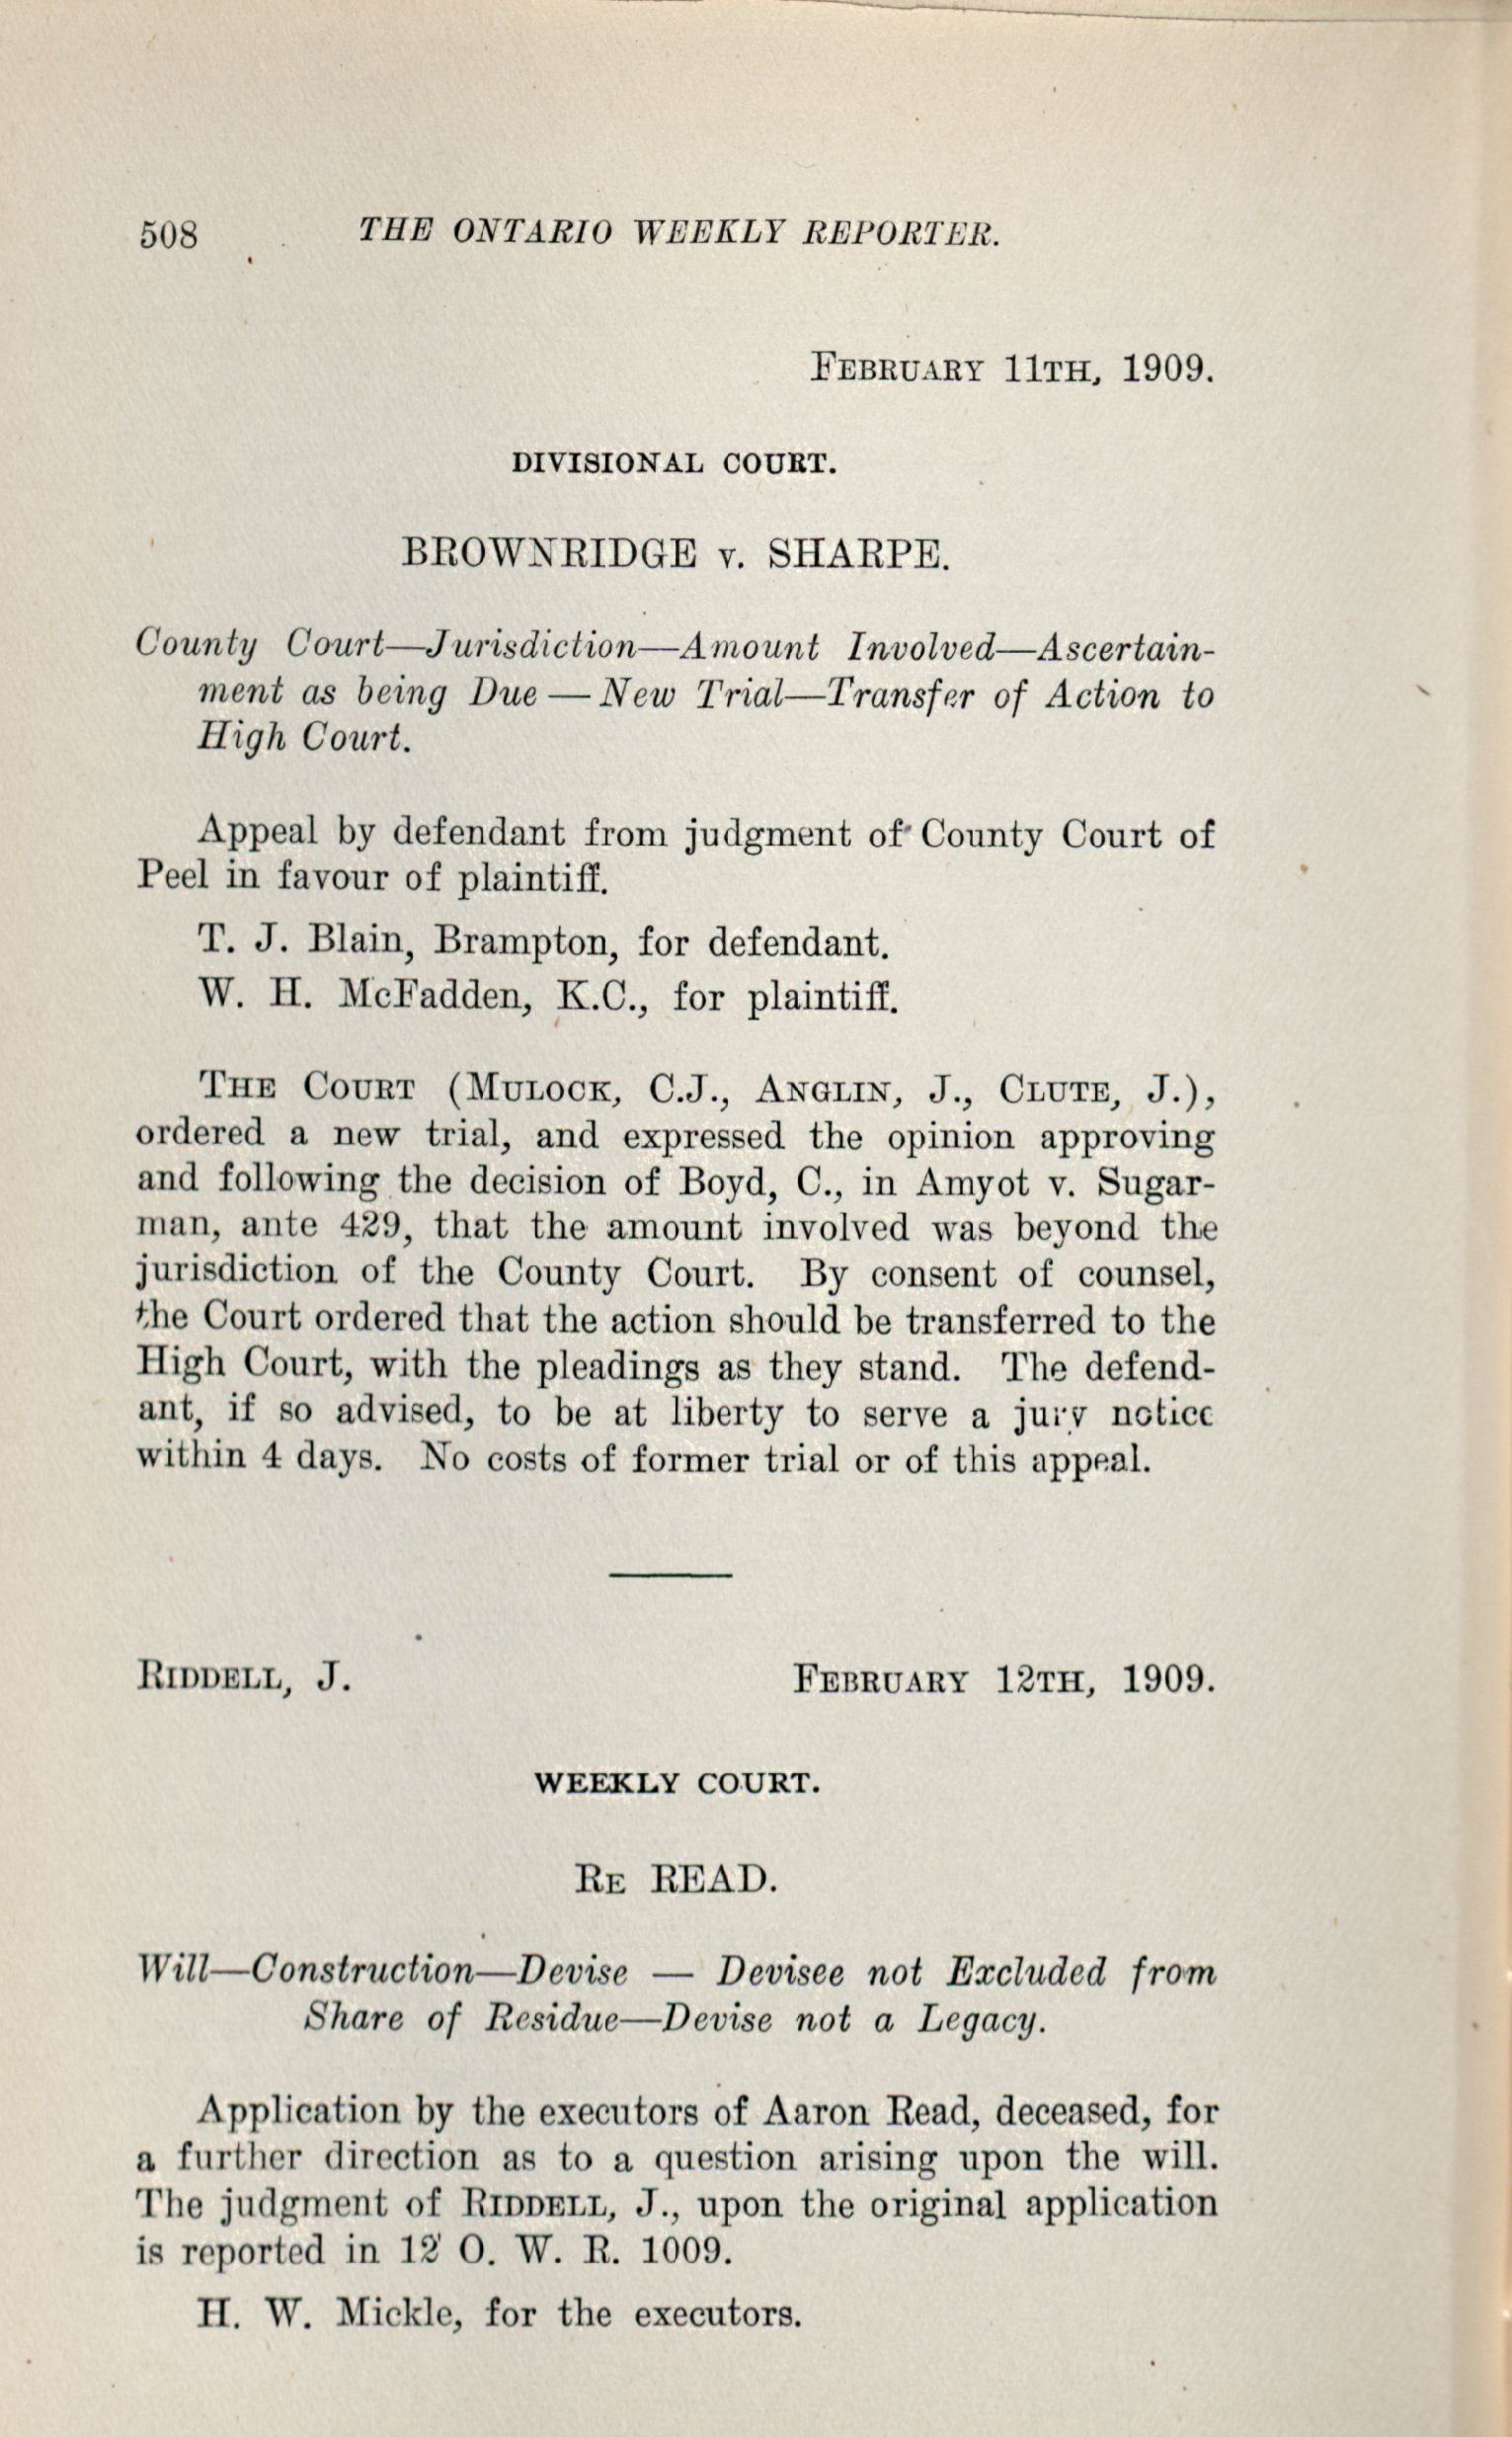 508 THE ONTARIO WEEKLY REPORTER.
FEBRUARY 11TH, 1909.
DIVISIONAL COURT.
BROWNRIDGE v. SHARPE.
County Court—Jurisdiction—Amount Involved—Ascertain-
ment as being Due — New Trial—Transfer of Action to
High Court.
Appeal by defendant from judgment of County Court of
Peel in favour of plaintiff.
T. J. Blain, Brampton, for defendant.
W. H. McFadden, K.C., for plaintiff.
THE COURT (MULOCK, C.J., ANGLIN, J., CLUTE, J.),
ordered a new trial, and expressed the opinion approving
and following the decision of Boyd, C., in Amyot v. Sugar-
man, ante 429, that the amount involved was beyond the
jurisdiction of the County Court. By consent of counsel,
the Court ordered that the action should be transferred to the
High Court, with the pleadings as they stand. The defend-
ant, if so advised, to be at liberty to serve a jury notice
within 4 days. No costs of former trial or of this appeal.
RIDDELL, J. FEBRUARY 12TH, 1909.
WEEKLY COURT.
RE READ.
Will—Construction—Devise — Devisee not Excluded from
Share of Residue—Devise not a Legacy.
Application by the executors of Aaron Read, deceased, for
a further direction as to a question arising upon the will.
The judgment of RIDDELL, J., upon the original application
is reported in 12 O. W. R. 1009.
H. W. Mickle, for the executors.